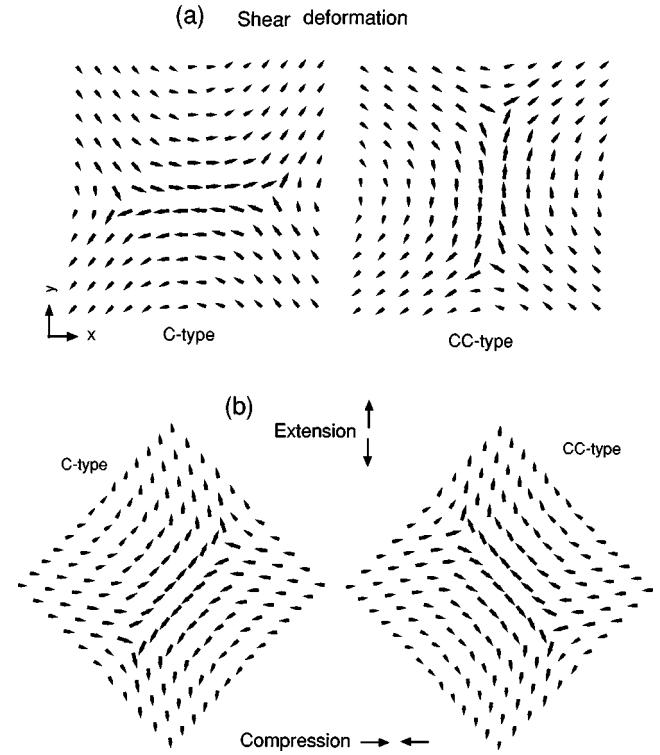 (a) Shear deformation
y
x
C-type
CC-type
(b)
Extension
C-type
CC-type
Compression